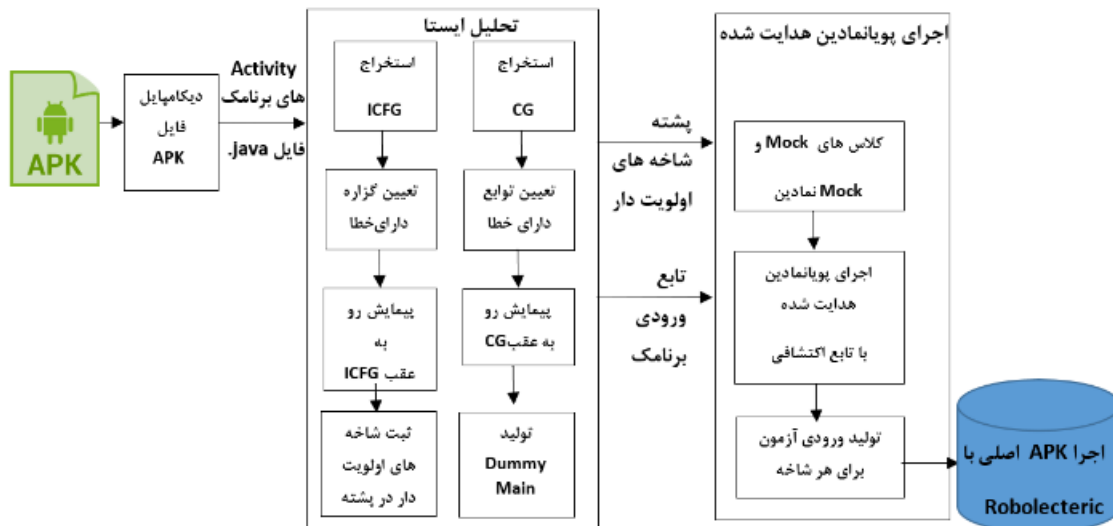 APK
دیکامپایل
فایل
APK
Activity
های برنامک
فایل java.
تحلیل ایستا
استخراج
ICFG
تعیین گزاره
دارای‌خطا
پیمایش رو
به
عقب ICFG
ثبت شاخه
های اولویت
دار در پشته
استخراج
CG
تعیین توابع
دارای خطا
پیمایش رو
به عقبCG
تولید
Dummy
Main
پشته
شاخه های
اولویت دار
تابع
ورودی
برنامک
اجرای پویانمادین هدایت شده
کلاس های Mock و
Mock نمادین
اجرای پویانمادین
هدایت شده
با تابع اکتشافی
تولید ورودی آزمون
برای هر شاخه
اجرا APK اصلی با
Robolecteric